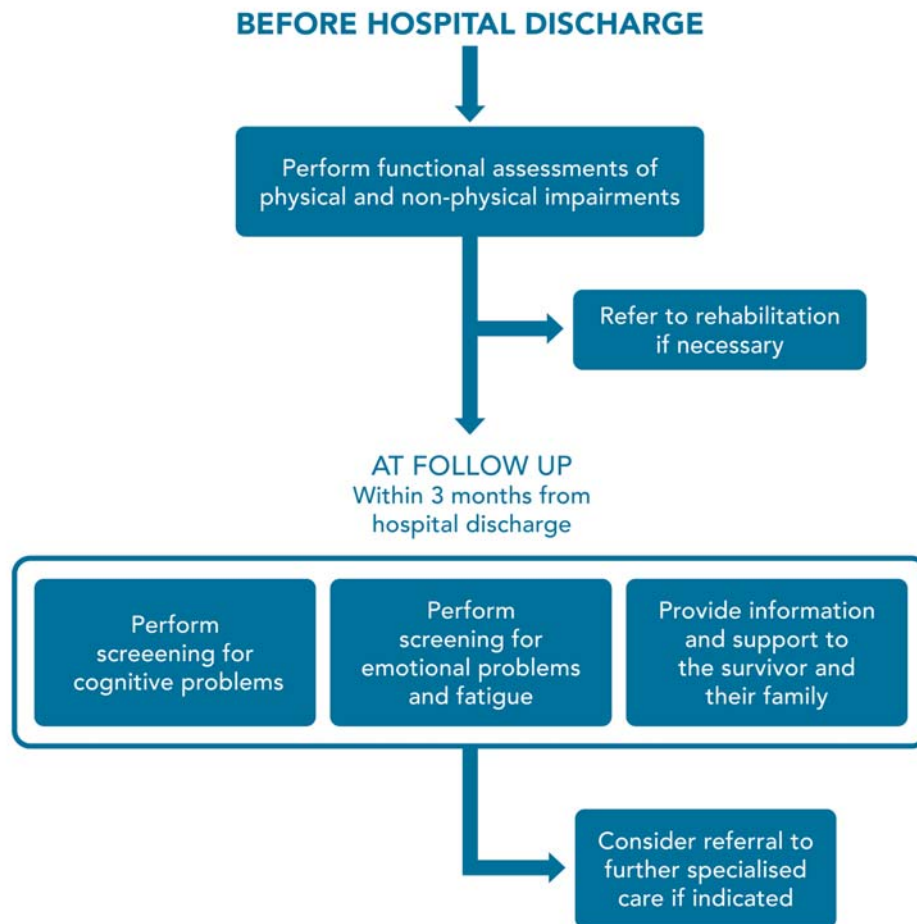 BEFORE HOSPITAL DISCHARGE
Perform functional assessments of
physical and non-physical impairments
Refer to rehabilitation
if necessary
AT FOLLOW UP
Within 3 months from
hospital discharge
Perform
screeening for
cognitive problems
Perform
screening for
emotional problems
and fatigue
Provide information
and support to
the survivor and
their family
Consider referral to
further specialised
care if indicated